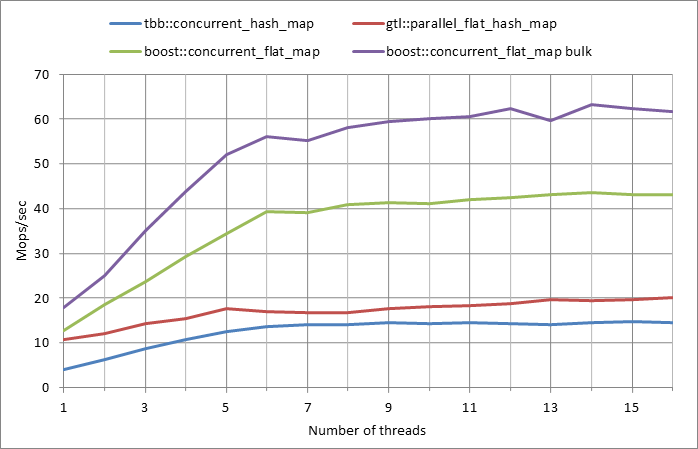 tbb::concurrent_hash_map gtl::parallel_flat_hash_map
boost::concurrent_flat_map boost::concurrent_flat_map bulk
70
60
50
40
30
20
10
0
Mops/sec
1 3 5 7 9 11 13 15
Number of threads